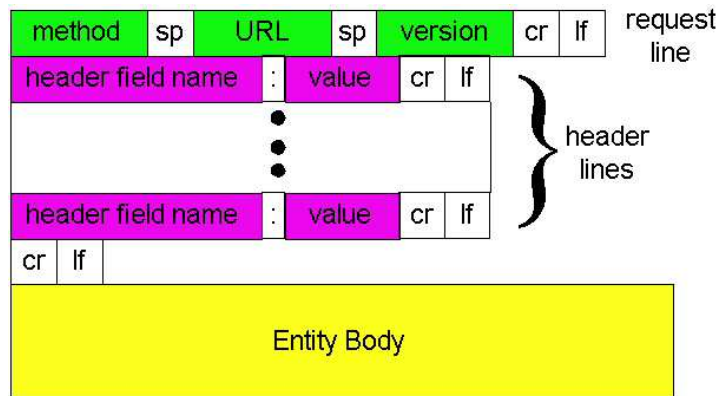 method sp URL sp version cr lf request line
header field name : value cr lf
header lines
header field name : value cr lf
cr lf
Entity Body